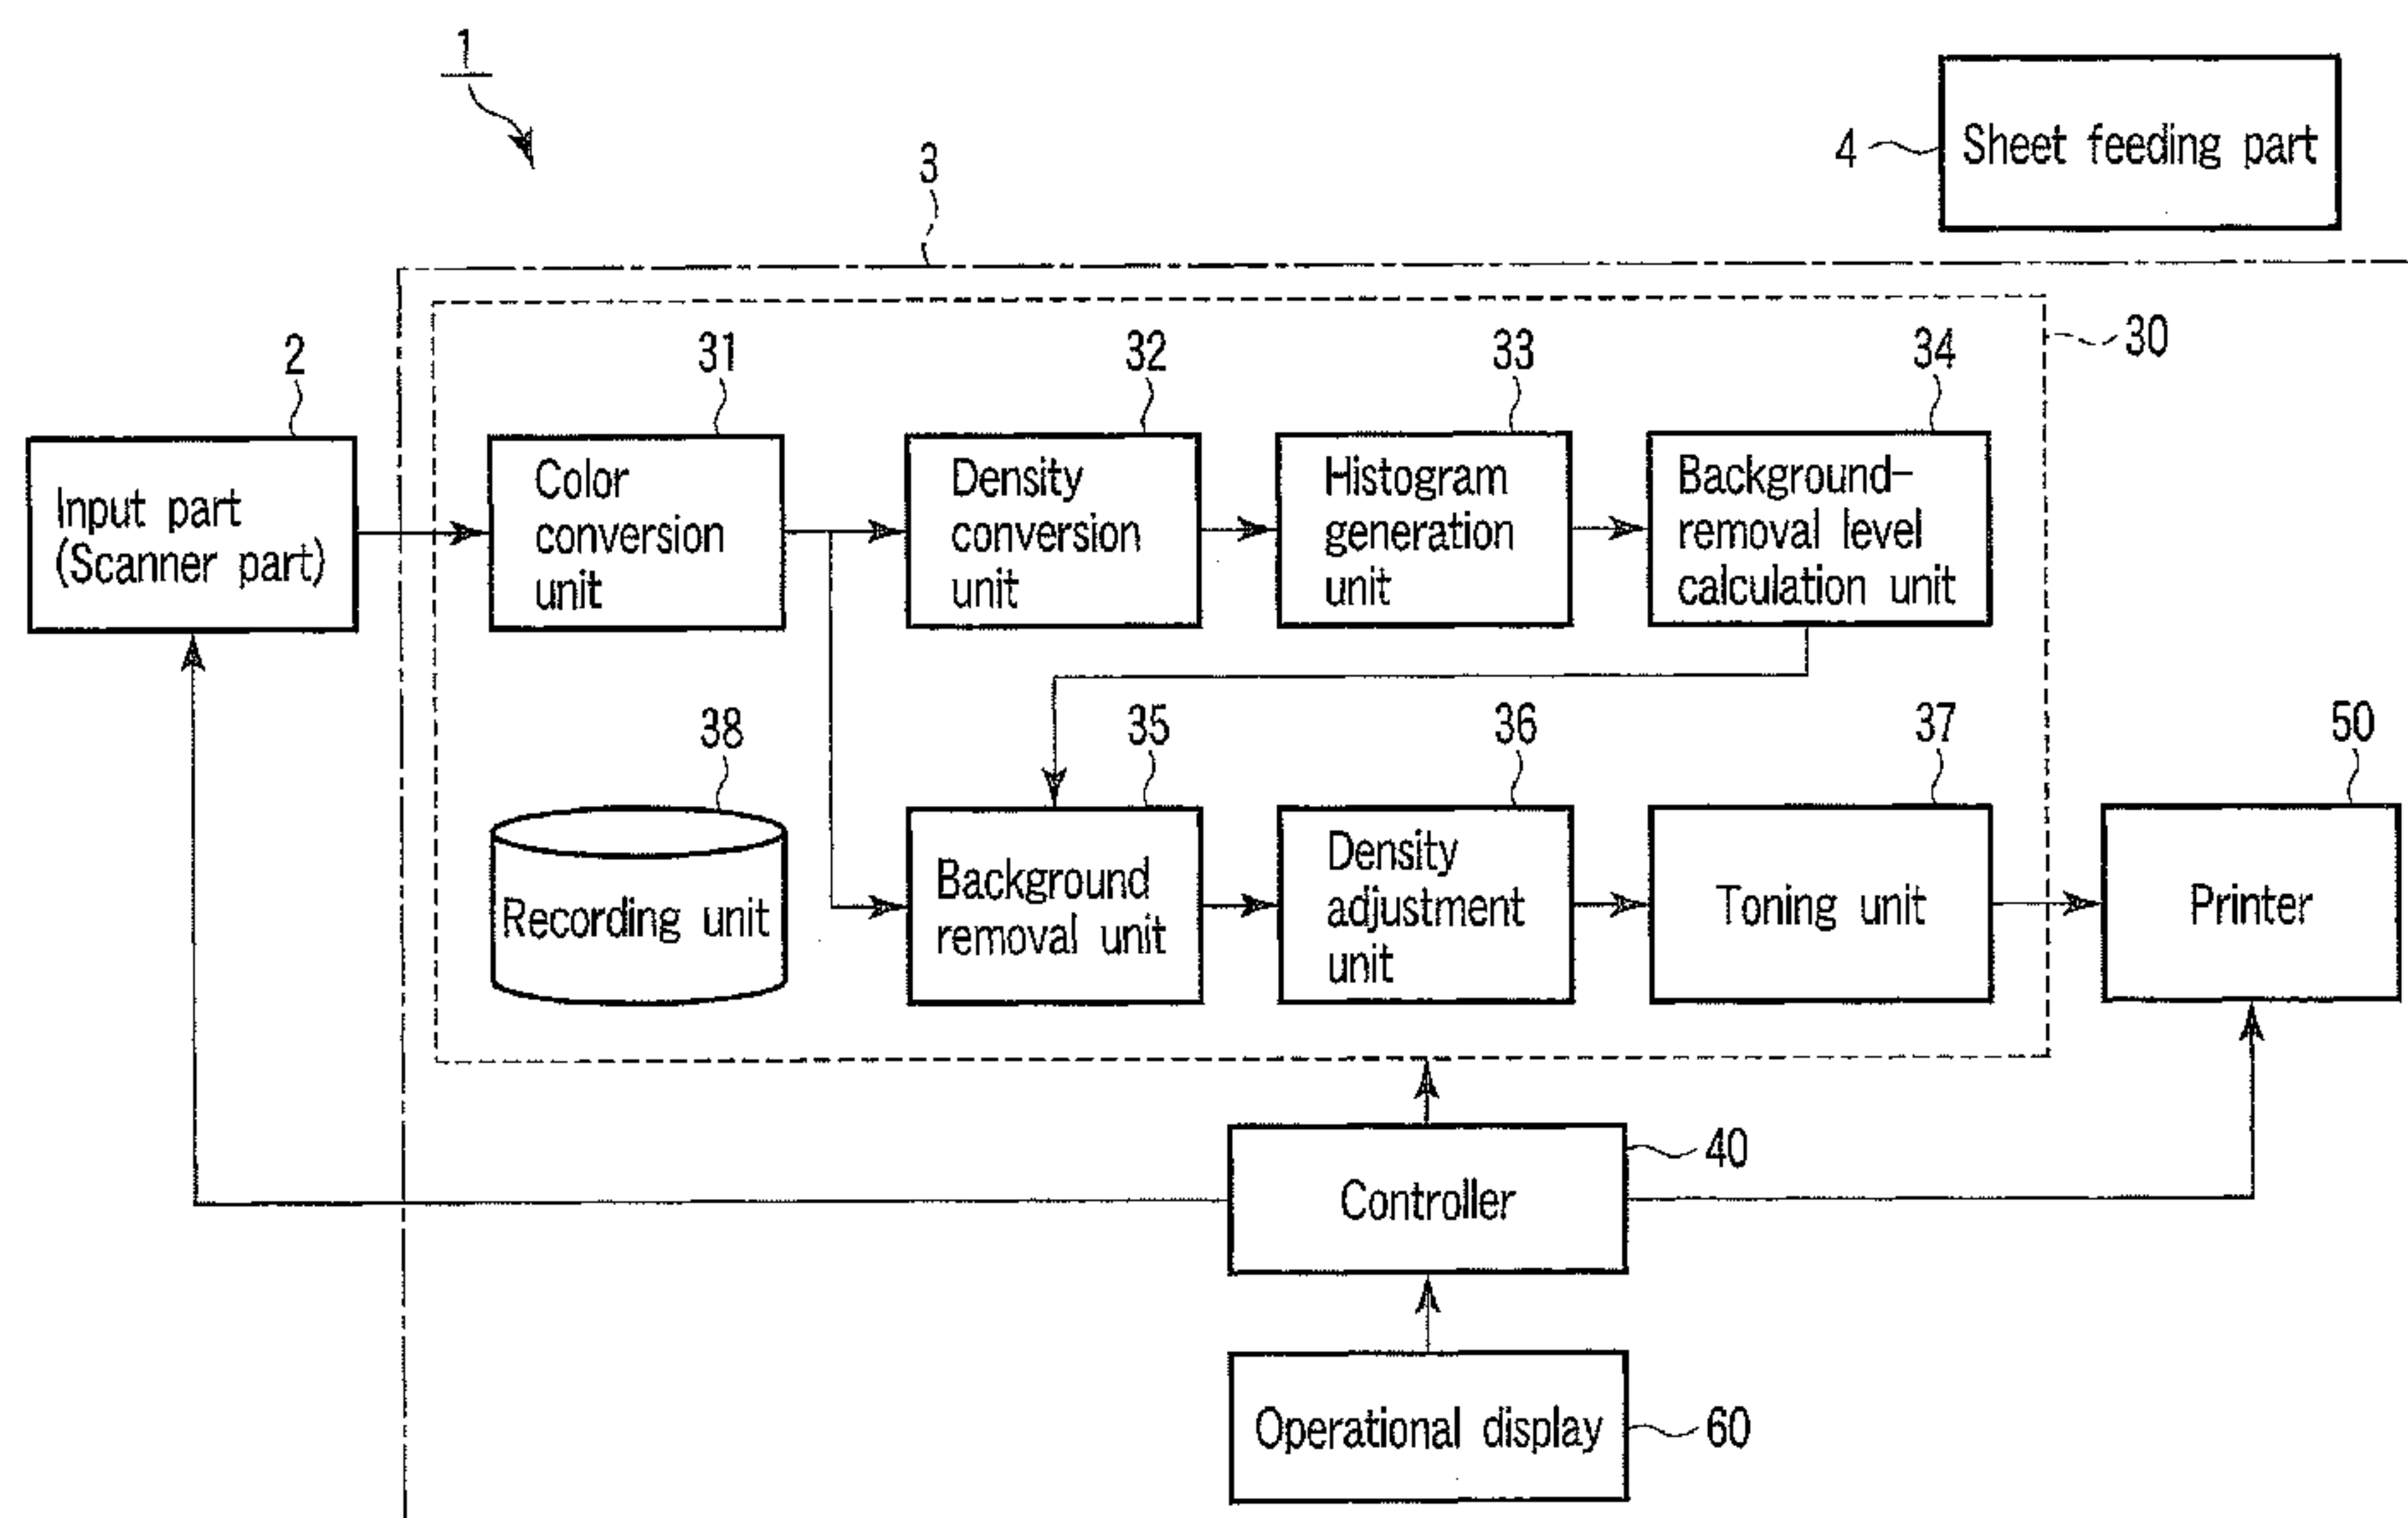 1
4
Sheet feeding part
3
30
2
31
32
33
34
Input part
(Scanner part)
Color
conversion
unit
Density
conversion
unit
Histogram
generation
unit
Background-
removal level
calculation unit
38
35
36
37
50
Recording unit
Background
removal unit
Density
adjustment
unit
Toning unit
Printer
40
Controller
Operational display
60